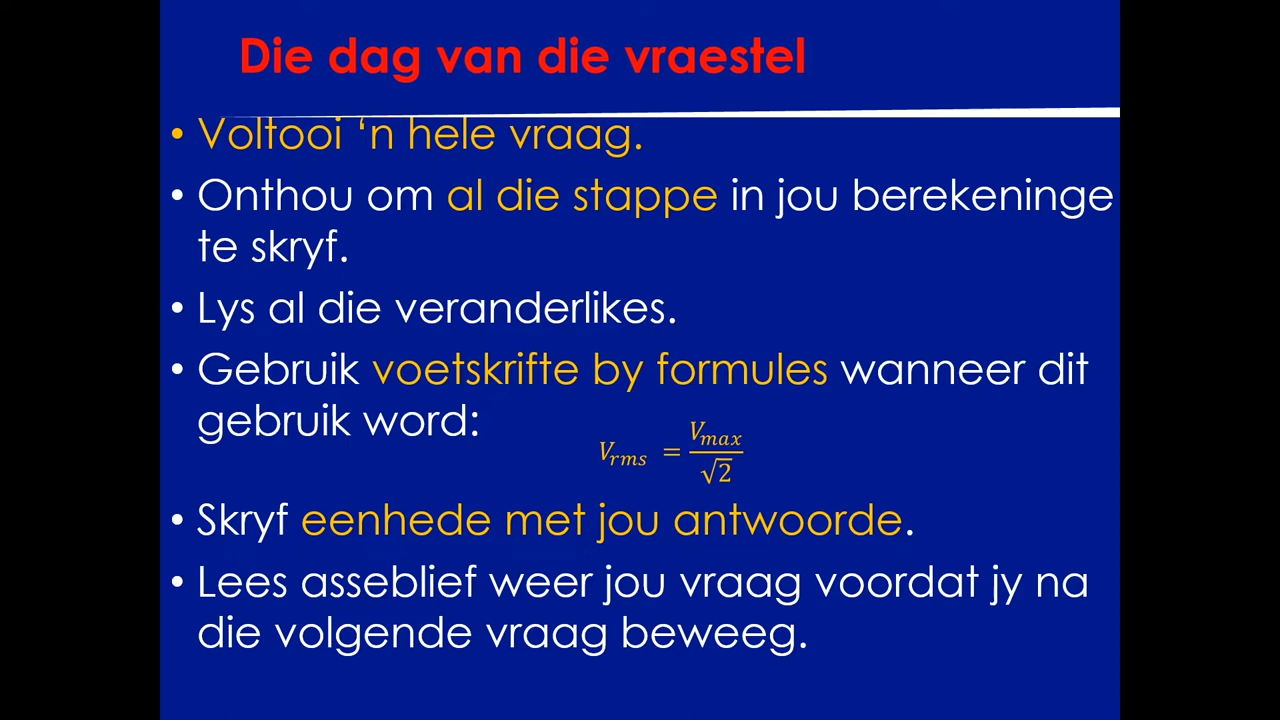 Die dag van die vraestel
• Voltooi ‘n hele vraag.
• Onthou om al die stappe in jou berekeninge
te skryf.
• Lys al die veranderlikes.
• Gebruik voetskrifte by formules wanneer dit
gebruik word:
V_rms = V_max / √2
• Skryf eenhede met jou antwoorde.
• Lees asseblief weer jou vraag voordat jy na
die volgende vraag beweeg.